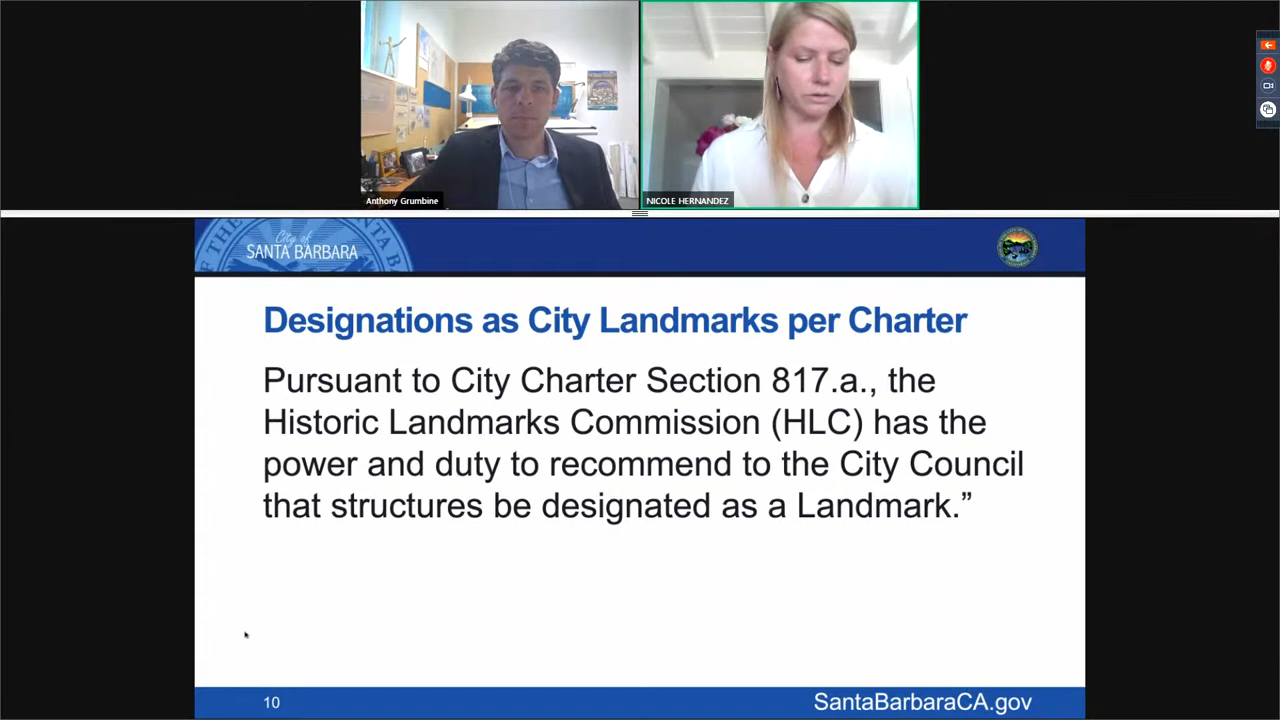 Anthony Grumbine
NICOLE HERNANDEZ
City of
SANTA BARBARA
Designations as City Landmarks per Charter
Pursuant to City Charter Section 817.a., the
Historic Landmarks Commission (HLC) has the
power and duty to recommend to the City Council
that structures be designated as a Landmark.”
10
SantaBarbaraCA.gov